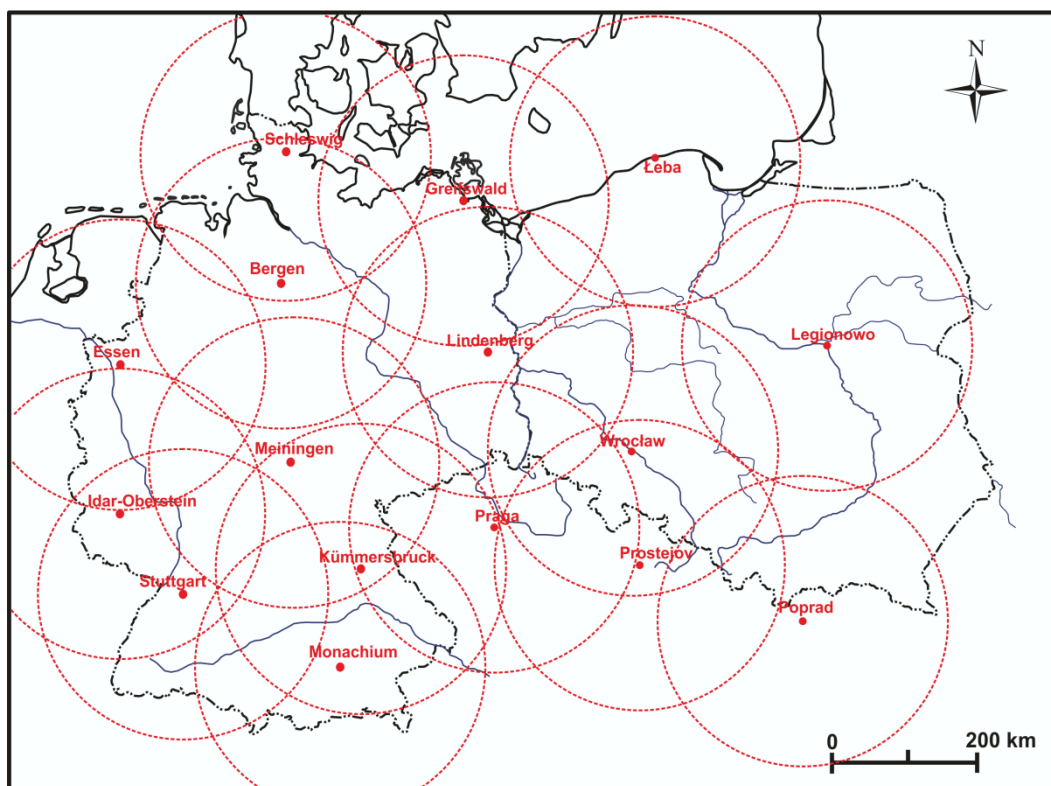 N
Schleswig
Łeba
Greifswald
Bergen
Legionowo
Lindenberg
Essen
Wrocław
Meiningen
Idar-Oberstein
Praga
Prostejov
Kümmersbruck
Stuttgart
Poprad
Monachium
0 200 km